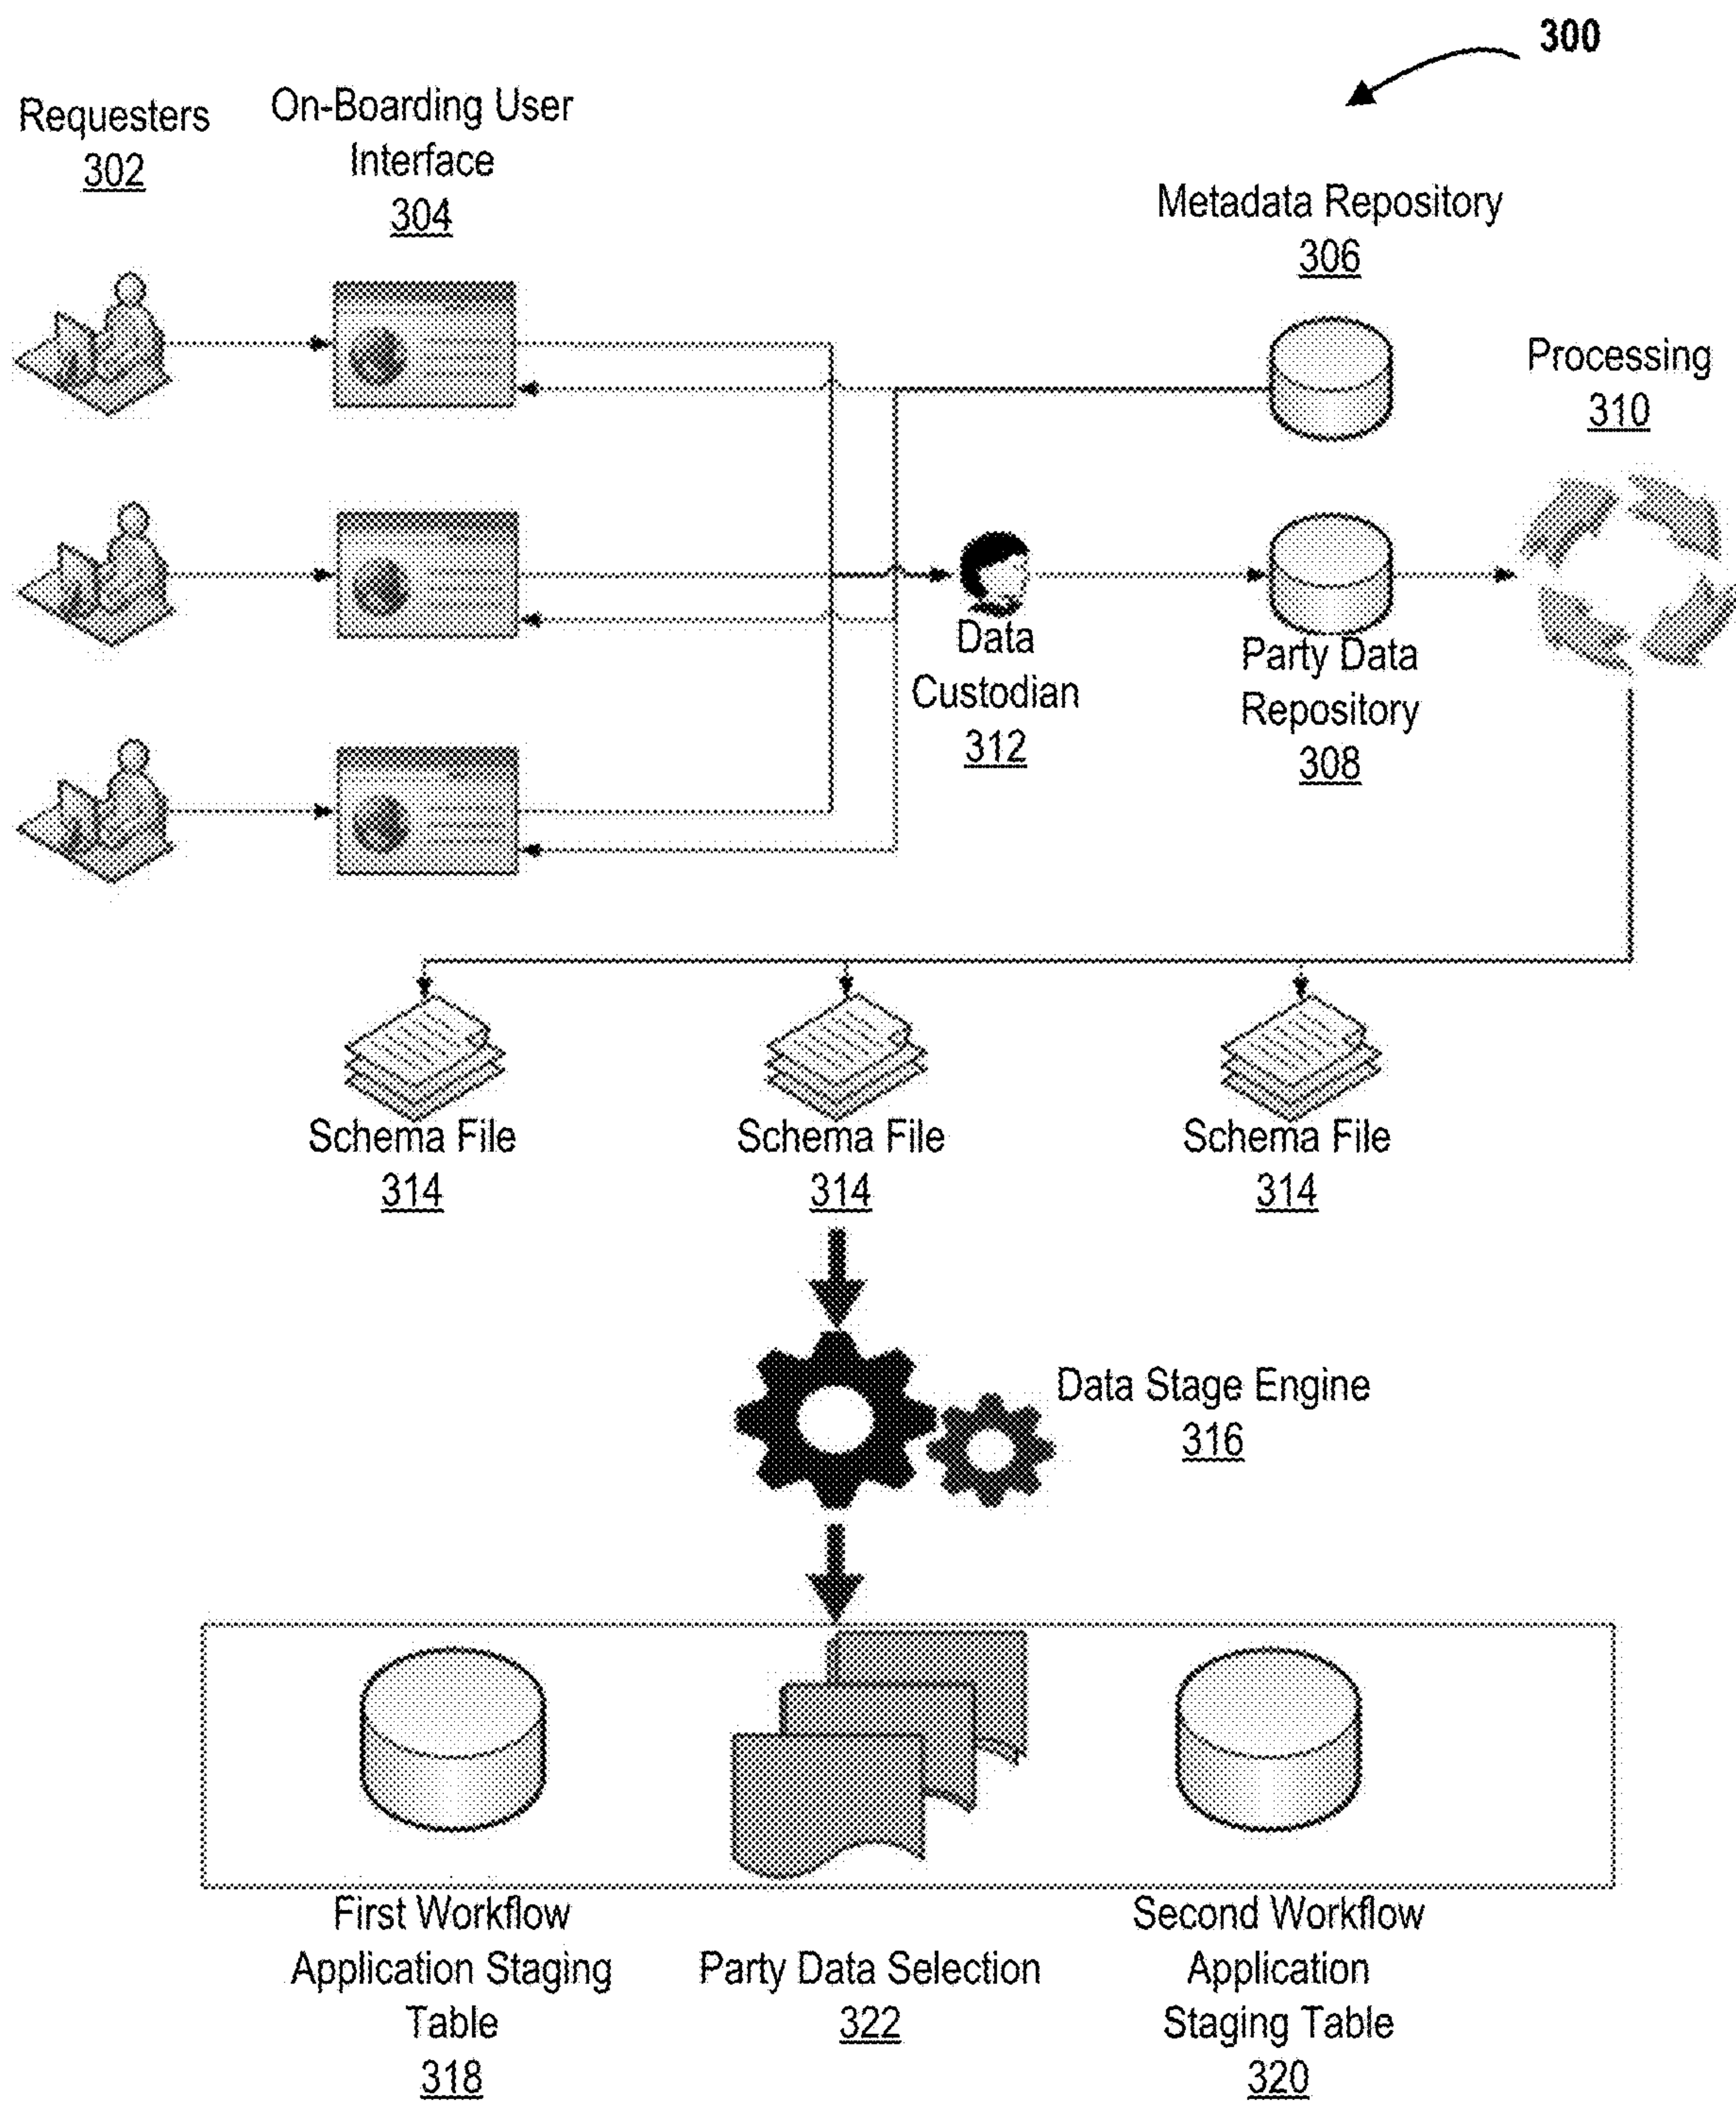 300
Requesters
302
On-Boarding User
Interface
304
Metadata Repository
306
Processing
310
Data
Custodian
312
Party Data
Repository
308
Schema File
314
Schema File
314
Schema File
314
Data Stage Engine
316
First Workflow
Application Staging
Table
318
Party Data Selection
322
Second Workflow
Application
Staging Table
320